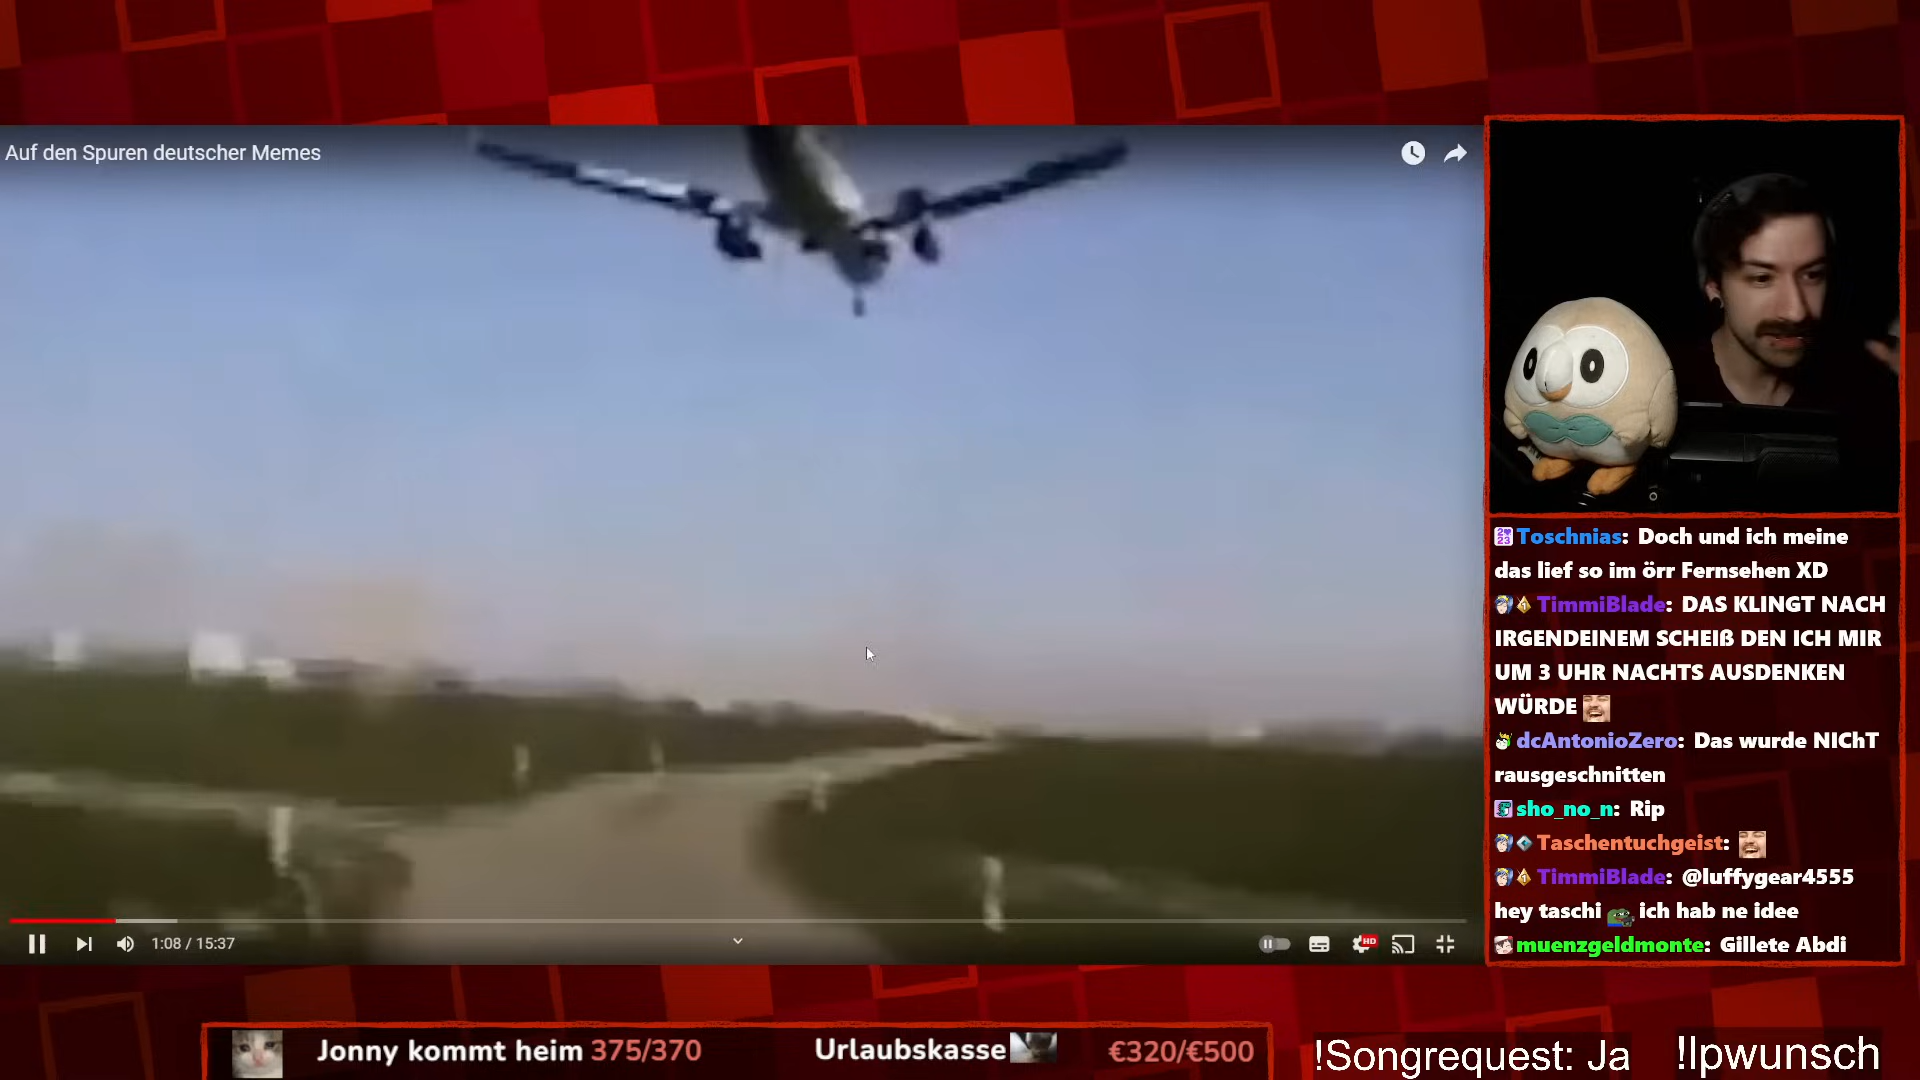 Auf den Spuren deutscher Memes
1:08 / 15:37
HD
Toschnias: Doch und ich meine
das lief so im örr Fernsehen XD
TimmiBlade: DAS KLINGT NACH
IRGENDEINEM SCHEIß DEN ICH MIR
UM 3 UHR NACHTS AUSDENKEN
WÜRDE
dcAntonioZero: Das wurde NIChT
rausgeschnitten
sho_no_n: Rip
Taschentuchgeist:
TimmiBlade: @luffygear4555
hey taschi ich hab ne idee
muenzgeldmonte: Gillete Abdi
Jonny kommt heim 375/370
Urlaubskasse €320/€500
!Songrequest: Ja
!lpwunsch